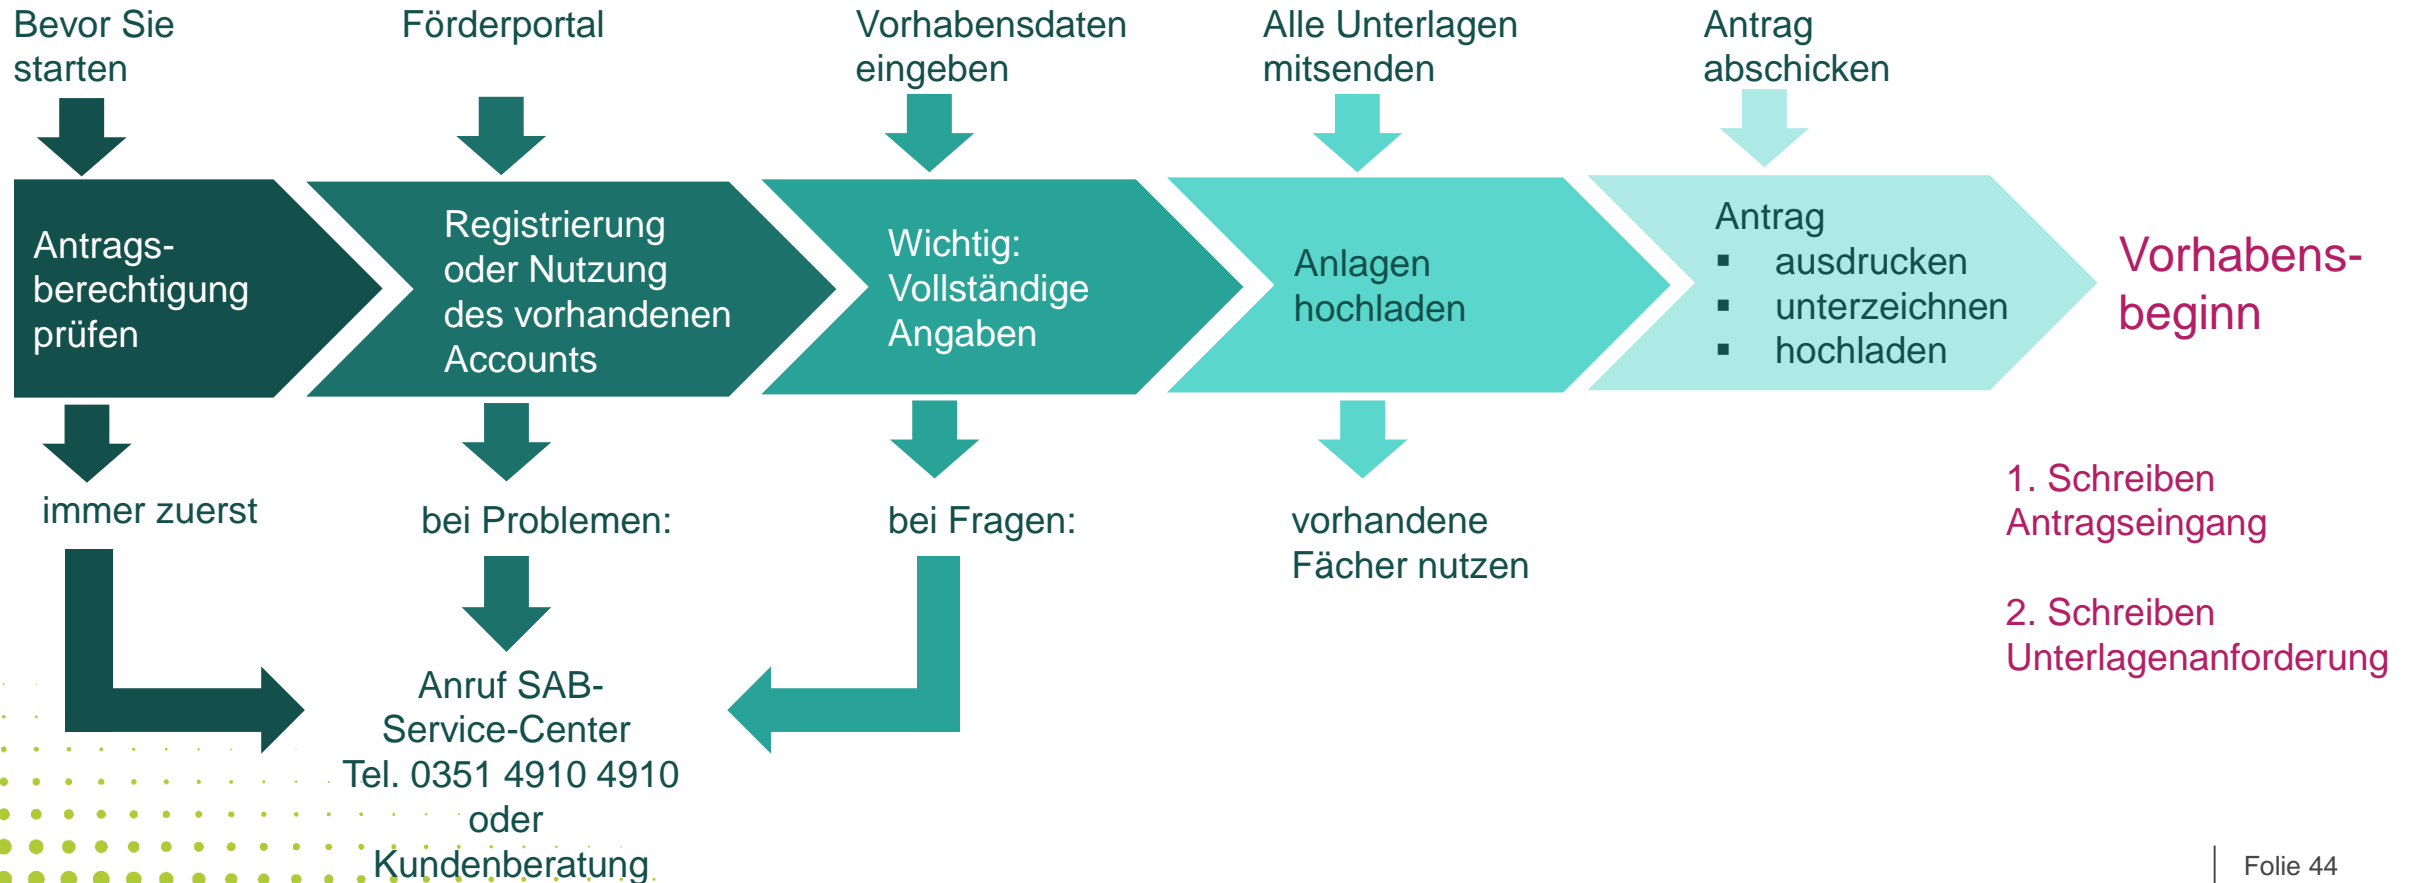 Bevor Sie
starten
Förderportal
Vorhabensdaten
eingeben
Alle Unterlagen
mitsenden
Antrag
abschicken
Antrags-
berechtigung
prüfen
Registrierung
oder Nutzung
des vorhandenen
Accounts
Wichtig:
Vollständige
Angaben
Anlagen
hochladen
Antrag
▪ ausdrucken
▪ unterzeichnen
▪ hochladen
Vorhabens-
beginn
immer zuerst
bei Problemen:
bei Fragen:
vorhandene
Fächer nutzen
1. Schreiben
Antragseingang
2. Schreiben
Unterlagenanforderung
Anruf SAB-
Service-Center
Tel. 0351 4910 4910
oder
Kundenberatung
Folie 44